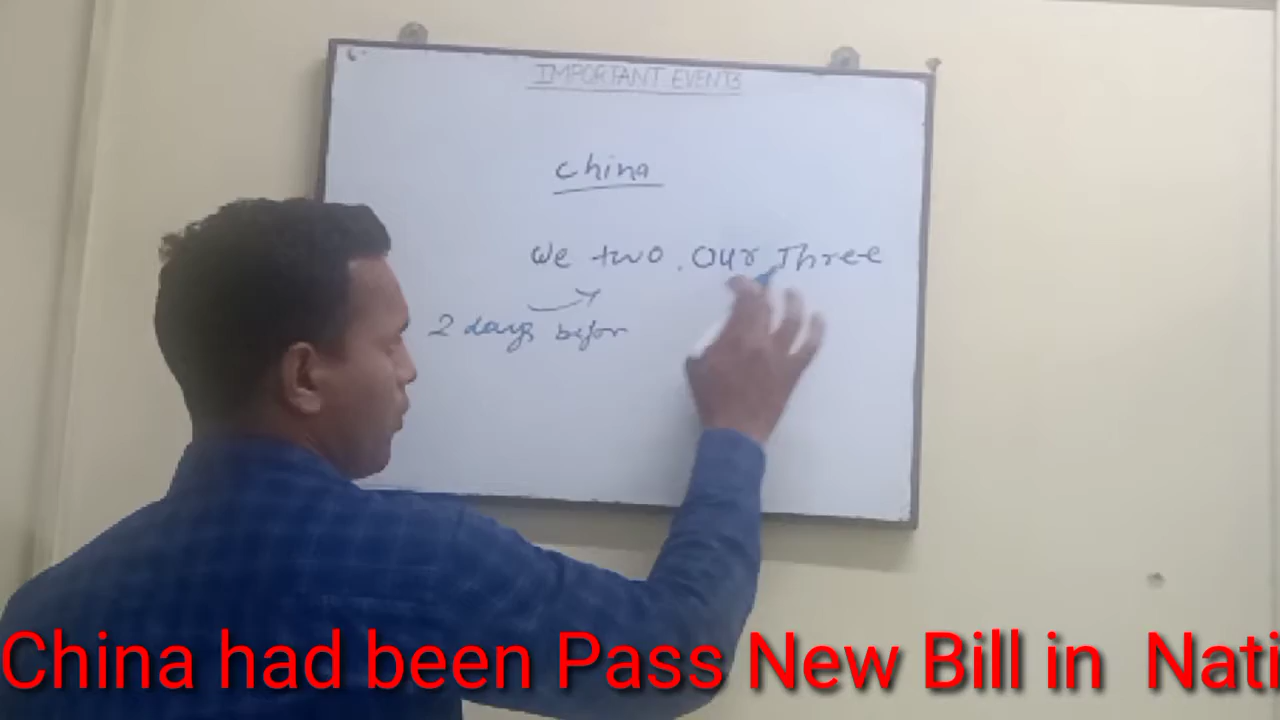 IMPORTANT EVENTS
China
We two, Our Three
2 days befor
China had been Pass New Bill in Nati